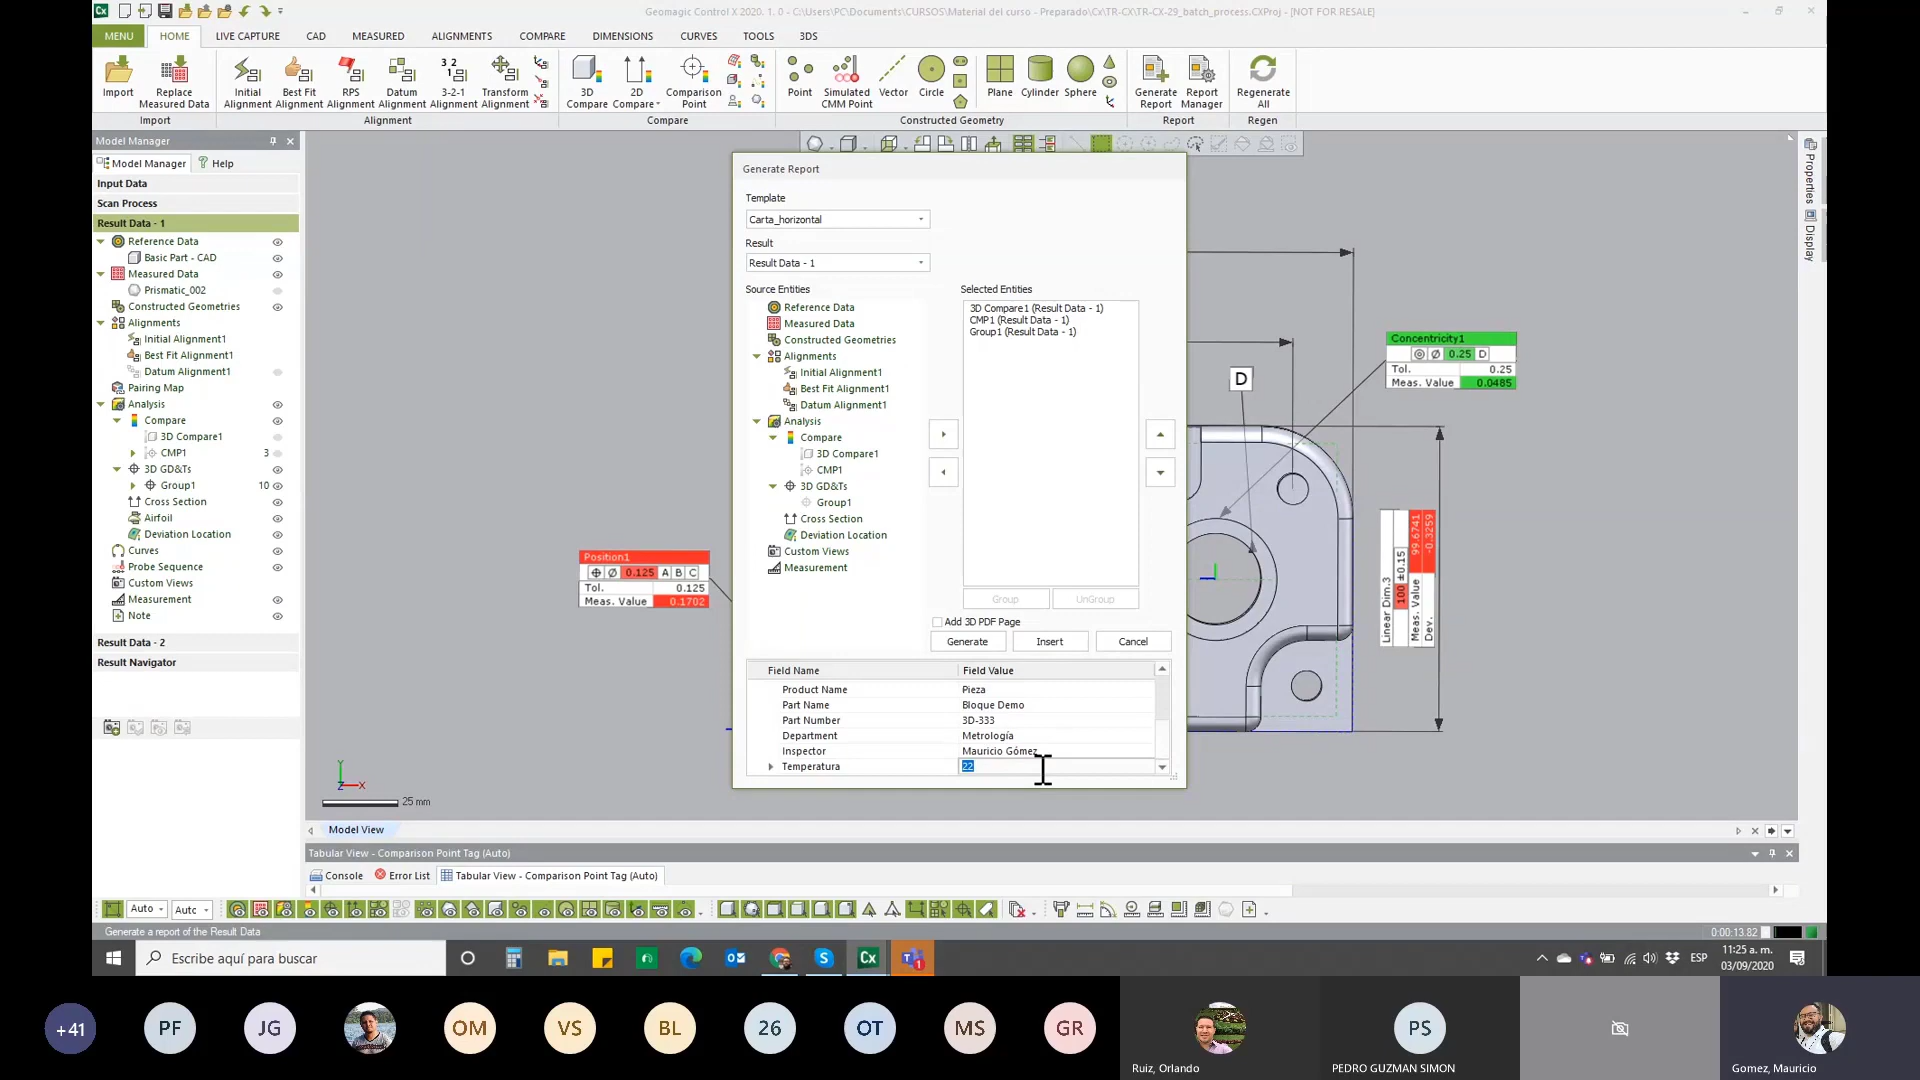 Cx
Geomagic Control X 2020. 1. 0 - C:\Users\PC\Documents\CURSOS\Material del curso - Preparado\Cx\TR-CX\TR-CX-29_batch_process.CXProj - [NOT FOR RESALE]
MENU HOME LIVE CAPTURE CAD MEASURED ALIGNMENTS COMPARE DIMENSIONS CURVES TOOLS 3DS
Import
Replace Measured Data
Import
Initial Alignment
Best Fit Alignment
RPS Alignment
Datum Alignment
3 2 1
3-2-1 Alignment
Transform Alignment
Alignment
3D Compare
2D Compare
Comparison Point
Compare
Point
Simulated CMM Point
Vector
Circle
Plane
Cylinder
Sphere
Constructed Geometry
Generate Report
Report Manager
Report
Regenerate All
Regen
Model Manager
Model Manager
? Help
Input Data
Scan Process
Result Data - 1
Reference Data
Basic Part - CAD
Measured Data
Prismatic_002
Constructed Geometries
Alignments
Initial Alignment1
Best Fit Alignment1
Datum Alignment1
Pairing Map
Analysis
Compare
3D Compare1
CMP1 3
3D GD&Ts
Group1 10
Cross Section
Airfoil
Deviation Location
Curves
Probe Sequence
Custom Views
Measurement
Note
Result Data - 2
Result Navigator
Generate Report
Template
Carta_horizontal
Result
Result Data - 1
Source Entities
Reference Data
Measured Data
Constructed Geometries
Alignments
Initial Alignment1
Best Fit Alignment1
Datum Alignment1
Analysis
Compare
3D Compare1
CMP1
3D GD&Ts
Group1
Cross Section
Deviation Location
Custom Views
Measurement
Selected Entities
3D Compare1 (Result Data - 1)
CMP1 (Result Data - 1)
Group1 (Result Data - 1)
Group UnGroup
Add 3D PDF Page
Generate Insert Cancel
Field Name Field Value
Product Name Pieza
Part Name Bloque Demo
Part Number 3D-333
Department Metrología
Inspector Mauricio Gómez
Temperatura 22
Position1
0.125 A B C
Tol. 0.125
Meas. Value 0.1702
Concentricity1
0.25 D
Tol. 0.25
Meas. Value 0.0485
D
Linear Dim.3
100 ±0.15
Meas. Value 99.6741
Dev. -0.3259
Properties
Display
Y
Z X
25 mm
Model View
Tabular View - Comparison Point Tag (Auto)
Console
Error List
Tabular View - Comparison Point Tag (Auto)
Auto
Autc
Generate a report of the Result Data
0:00:13.82
Escribe aquí para buscar
Cx
ESP
11:25 a. m.
03/09/2020
+41
PF
JG
OM
VS
BL
26
OT
MS
GR
Ruiz, Orlando
PS
PEDRO GUZMAN SIMON
Gomez, Mauricio